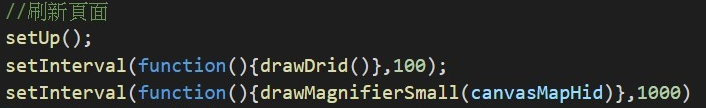 //刷新頁面
setUp();
setInterval(function(){drawDrid()},100);
setInterval(function(){drawMagnifierSmall(canvasMapHid)},1000)